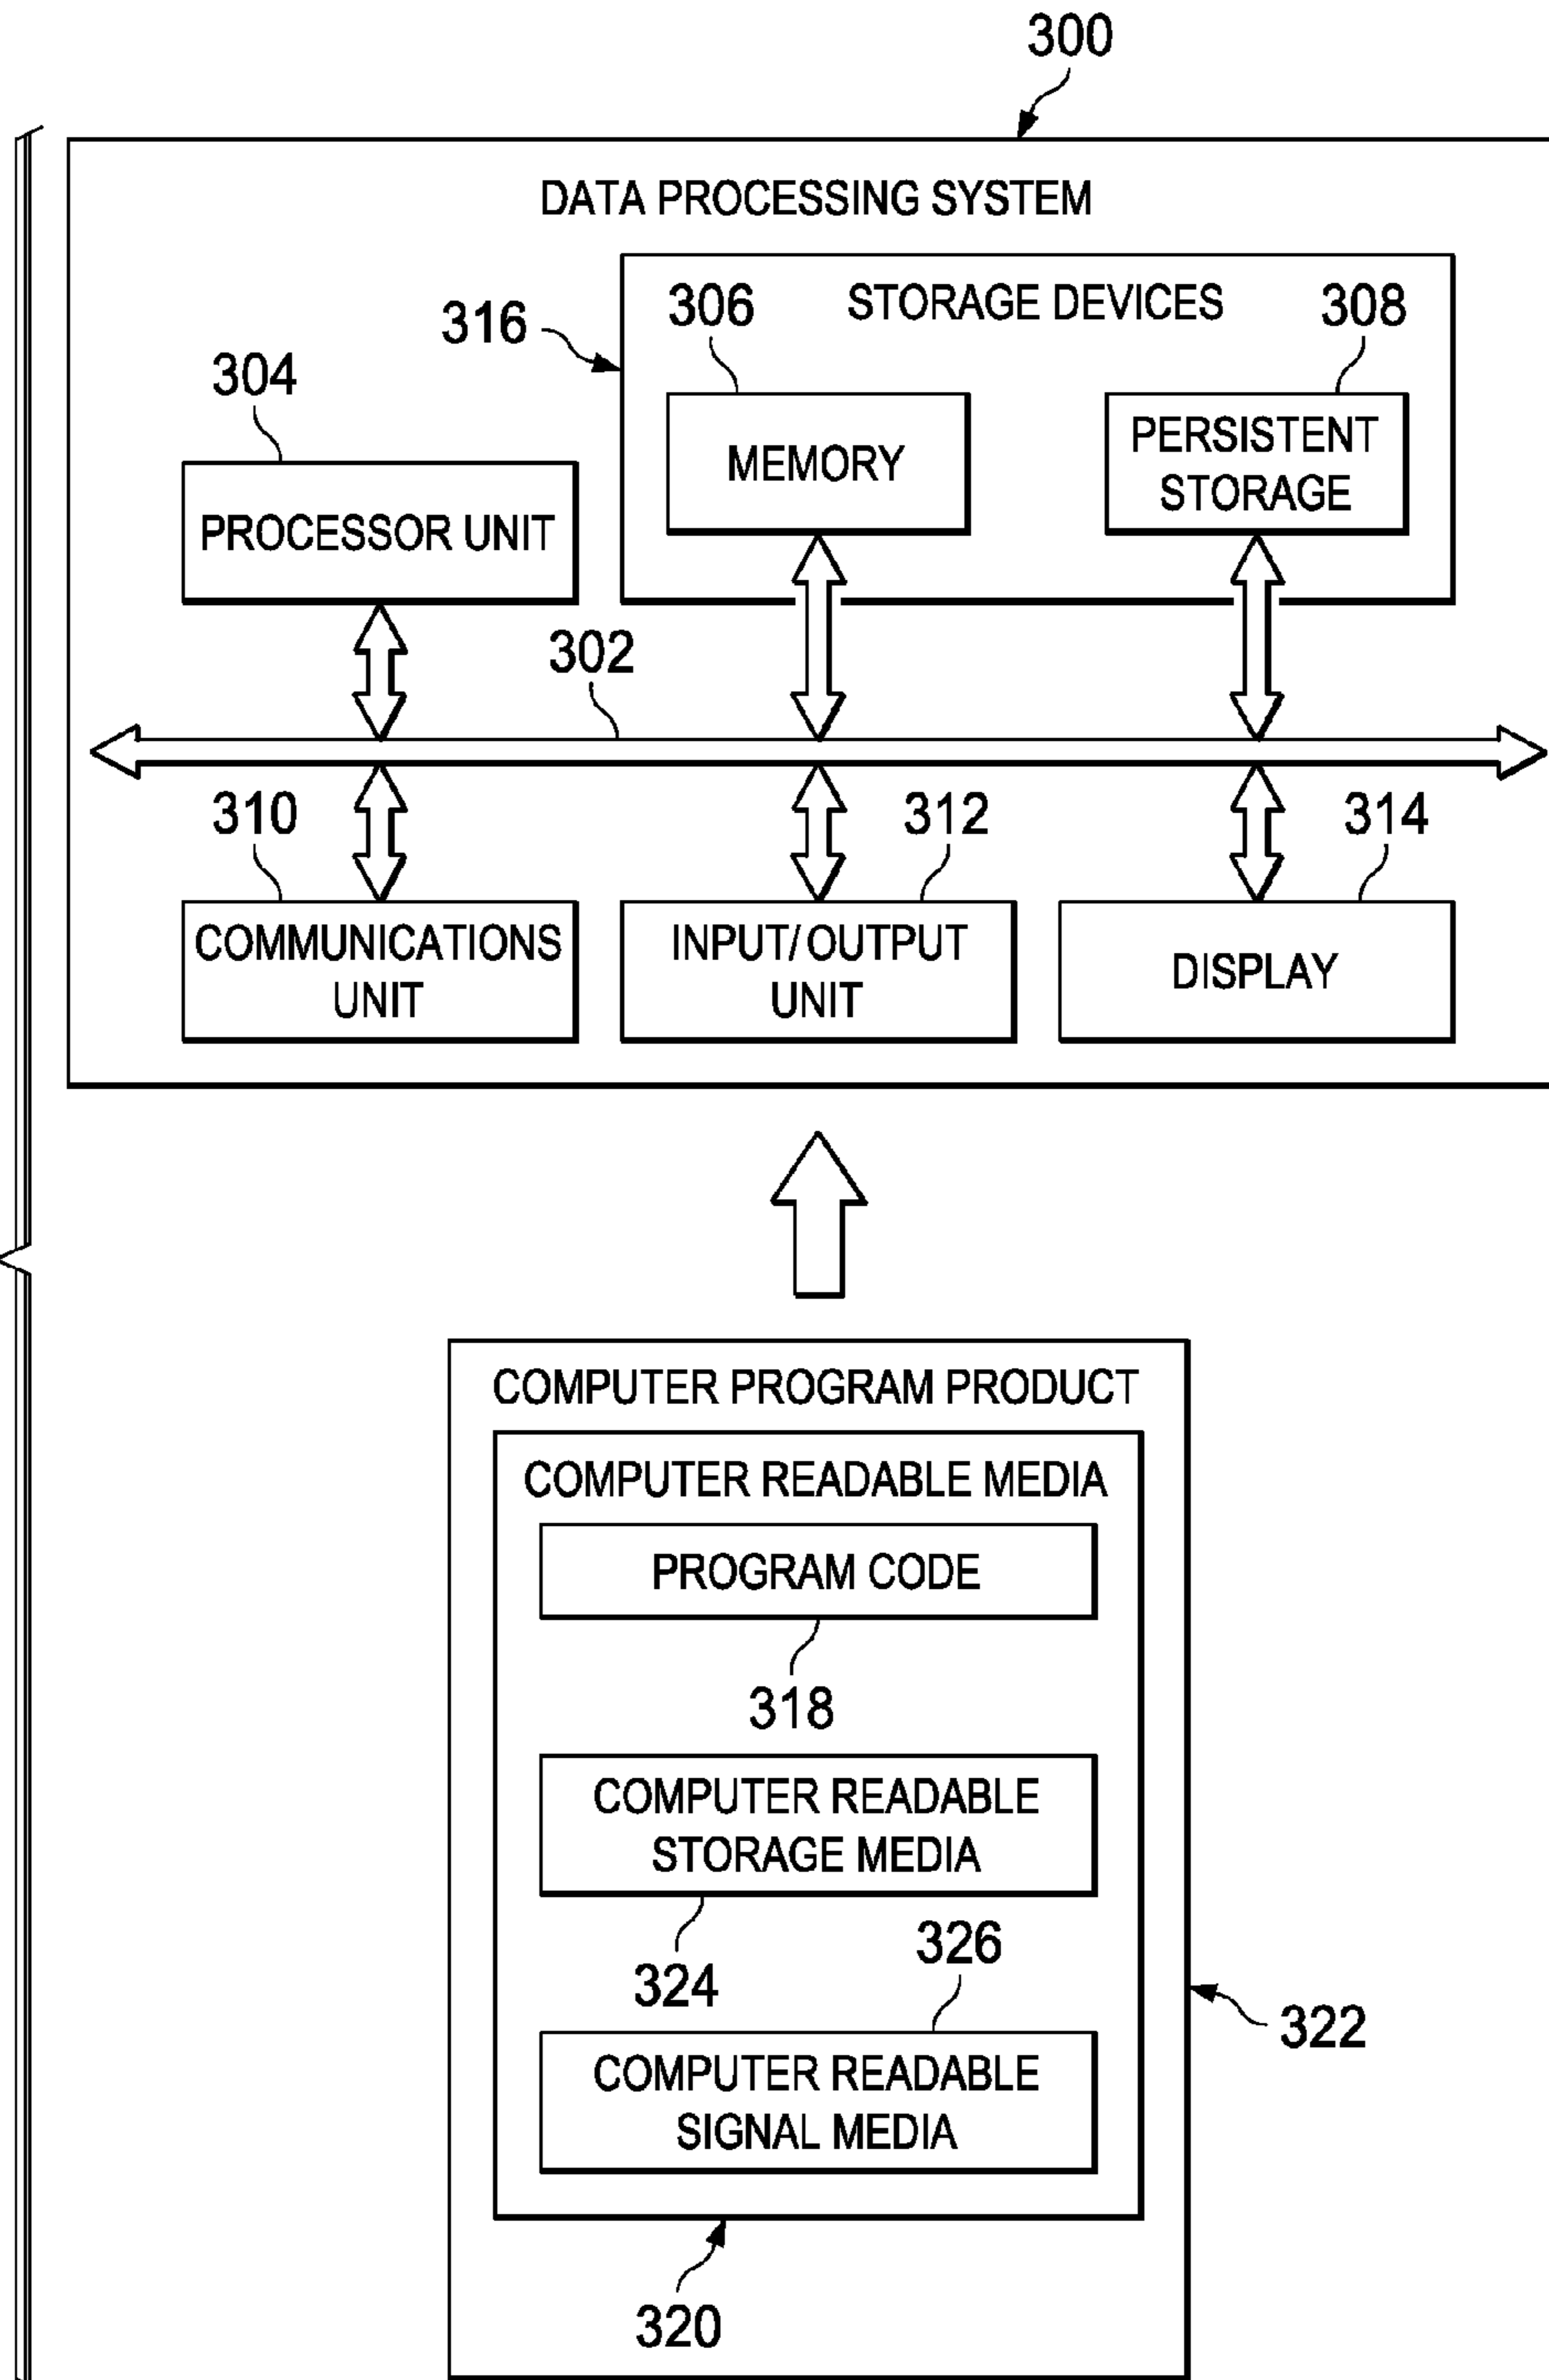 300
DATA PROCESSING SYSTEM
316
306
STORAGE DEVICES
308
304
MEMORY
PERSISTENT
STORAGE
PROCESSOR UNIT
302
310
312
314
COMMUNICATIONS
UNIT
INPUT/OUTPUT
UNIT
DISPLAY
COMPUTER PROGRAM PRODUCT
COMPUTER READABLE MEDIA
PROGRAM CODE
318
COMPUTER READABLE
STORAGE MEDIA
324
326
322
COMPUTER READABLE
SIGNAL MEDIA
320